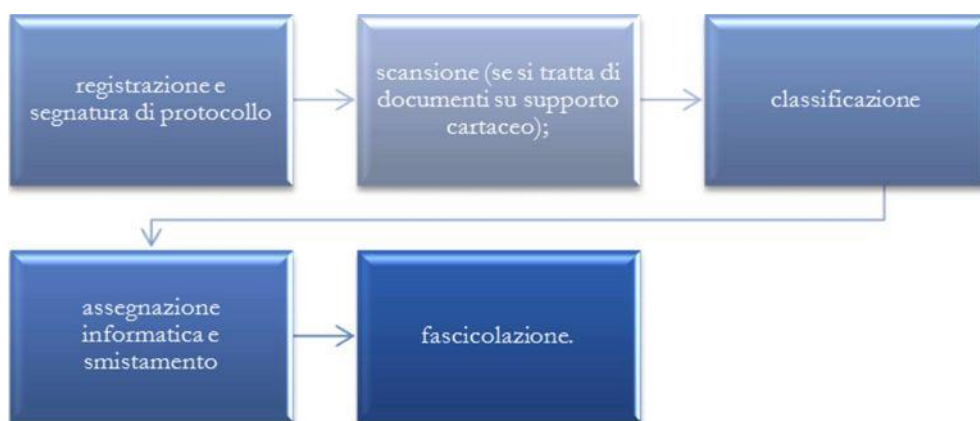 registrazione e
segnatura di protocollo
scansione (se si tratta di
documenti su supporto
cartaceo);
classificazione
assegnazione
informatica e
smistamento
fascicolazione.